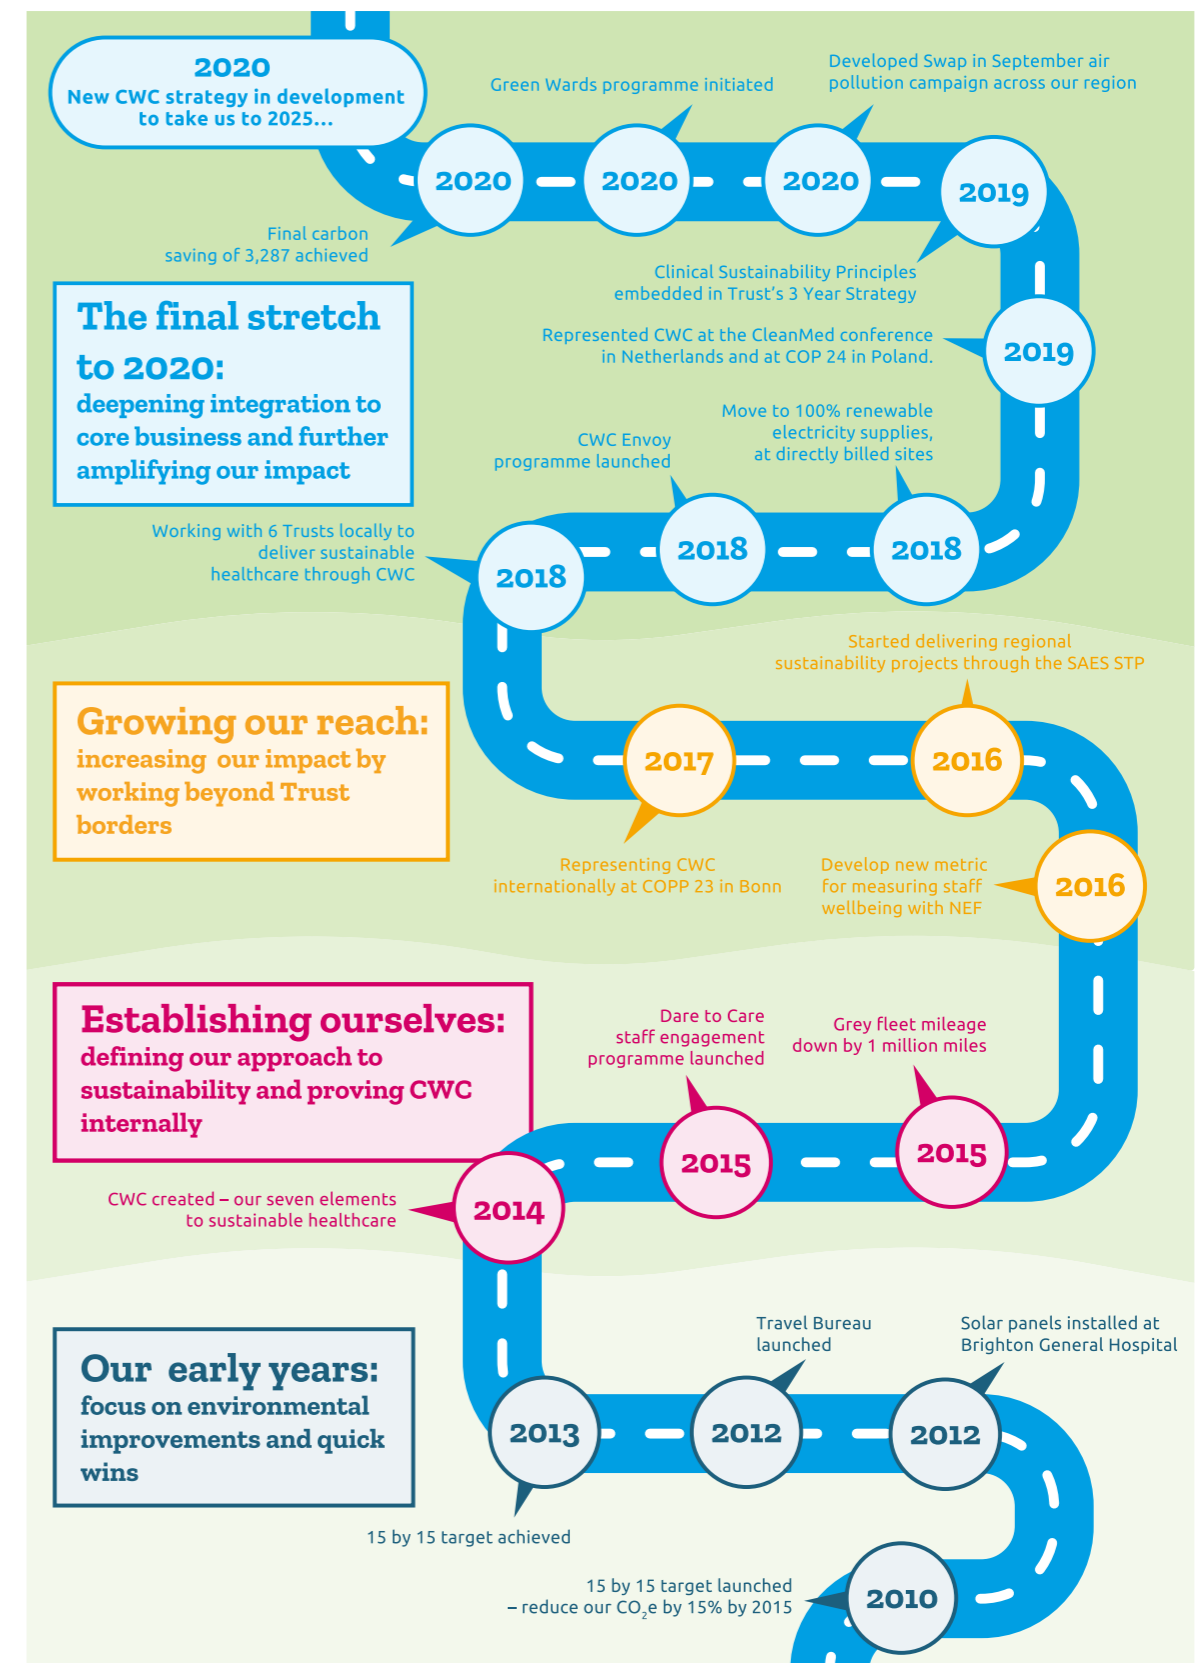 2020
New CWC strategy in development
to take us to 2025...
Green Wards programme initiated
Developed Swap in September air
pollution campaign across our region
2020
2020
2020
2019
Final carbon
saving of 3,287 achieved
Clinical Sustainability Principles
embedded in Trust's 3 Year Strategy
The final stretch
to 2020:
deepening integration to
core business and further
amplifying our impact
Represented CWC at the CleanMed conference
in Netherlands and at COP 24 in Poland.
2019
Move to 100% renewable
electricity supplies,
at directly billed sites
CWC Envoy
programme launched
Working with 6 Trusts locally to
deliver sustainable
healthcare through CWC
2018
2018
2018
Started delivering regional
sustainability projects through the SAES STP
Growing our reach:
increasing our impact by
working beyond Trust
borders
2017
2016
Representing CWC
internationally at COPP 23 in Bonn
Develop new metric
for measuring staff
wellbeing with NEF
2016
Establishing ourselves:
defining our approach to
sustainability and proving CWC
internally
Dare to Care
staff engagement
programme launched
Grey fleet mileage
down by 1 million miles
2015
2015
CWC created – our seven elements
to sustainable healthcare
2014
Travel Bureau
launched
Solar panels installed at
Brighton General Hospital
Our early years:
focus on environmental
improvements and quick
wins
2013
2012
2012
15 by 15 target achieved
15 by 15 target launched
– reduce our CO₂e by 15% by 2015
2010